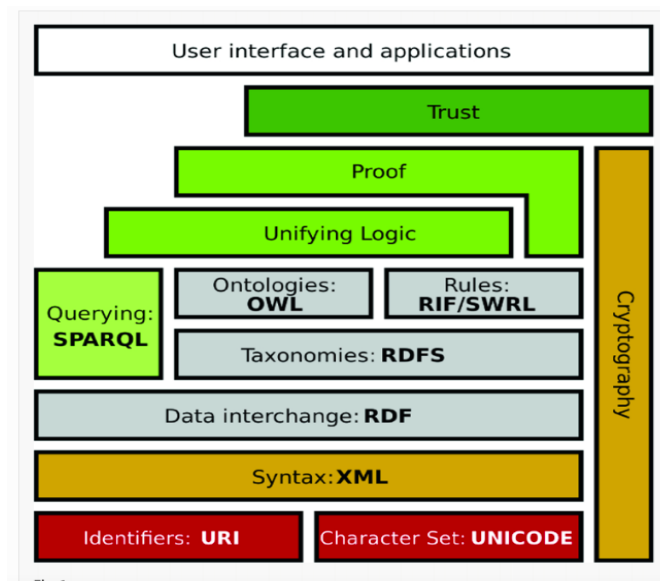 User interface and applications
Trust
Proof
Unifying Logic
Querying:
SPARQL
Ontologies:
OWL
Rules:
RIF/SWRL
Taxonomies: RDFS
Data interchange: RDF
Syntax: XML
Identifiers: URI
Character Set: UNICODE
Cryptography